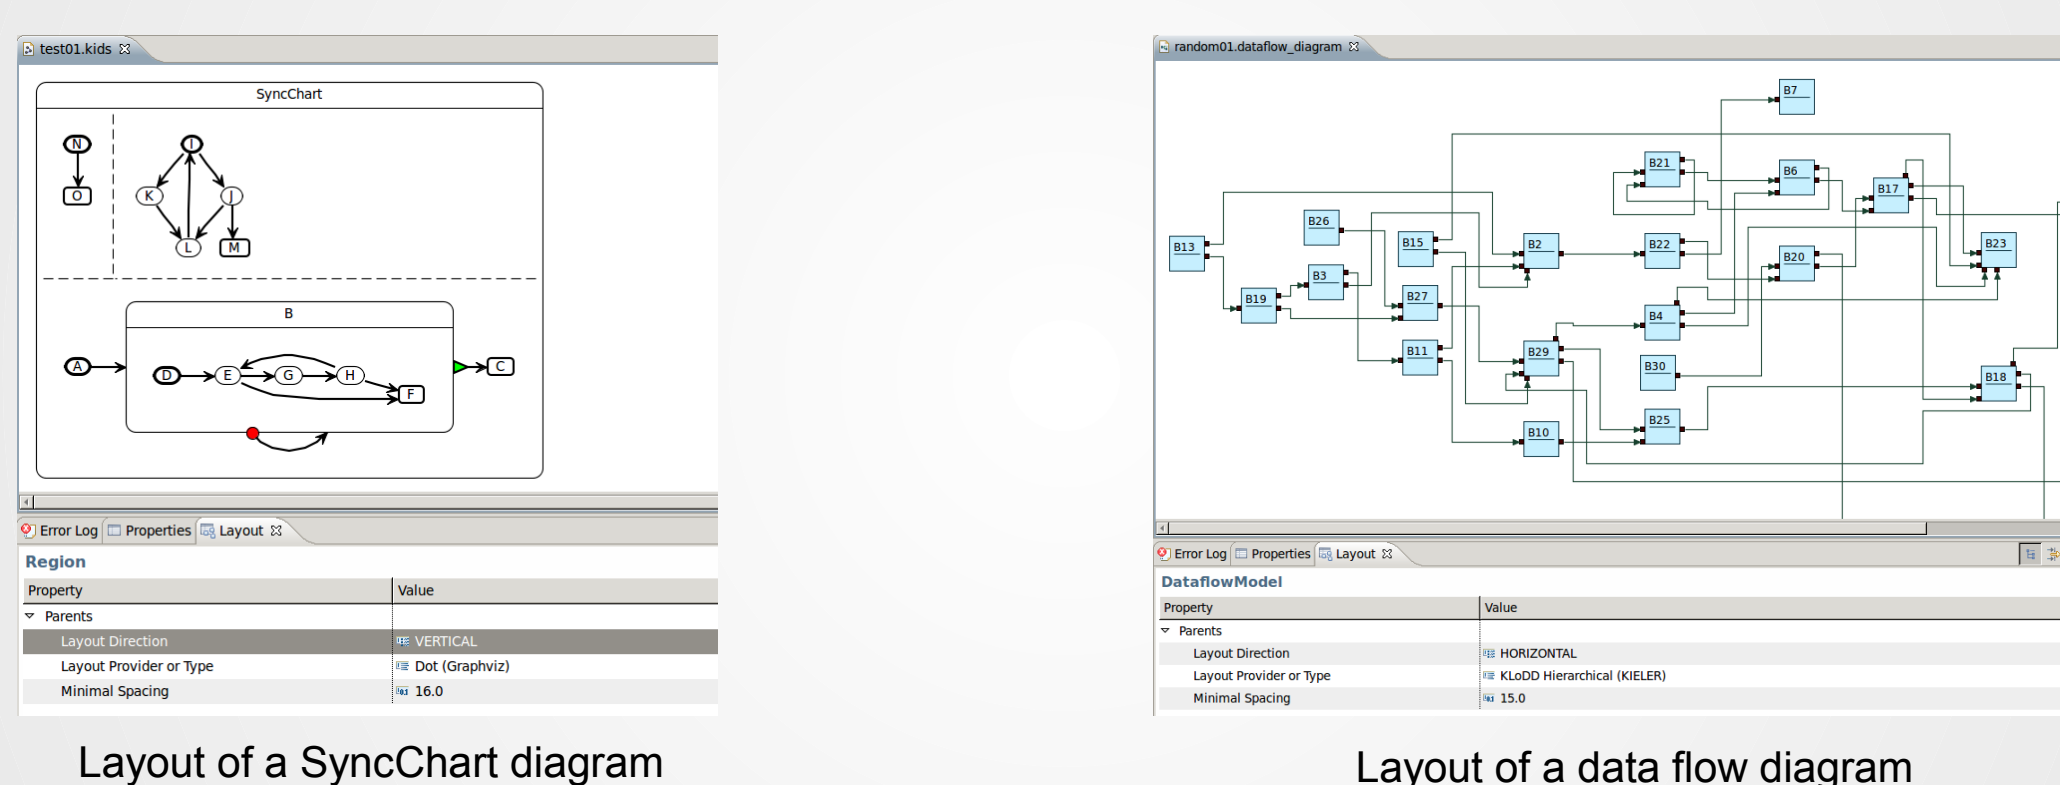 test01.kids
SyncChart
N
I
O
K
J
L
M
B
A
D
E
G
H
F
C
Error Log Properties Layout
Region
Property Value
Parents
Layout Direction VERTICAL
Layout Provider or Type Dot (Graphviz)
Minimal Spacing 16.0
Layout of a SyncChart diagram
random01.dataflow_diagram
B7
B21
B6
B17
B26
B13
B15
B2
B22
B23
B20
B3
B19
B27
B4
B11
B29
B30
B18
B25
B10
Error Log Properties Layout
DataflowModel
Property Value
Parents
Layout Direction HORIZONTAL
Layout Provider or Type KLoDD Hierarchical (KIELER)
Minimal Spacing 15.0
Layout of a data flow diagram